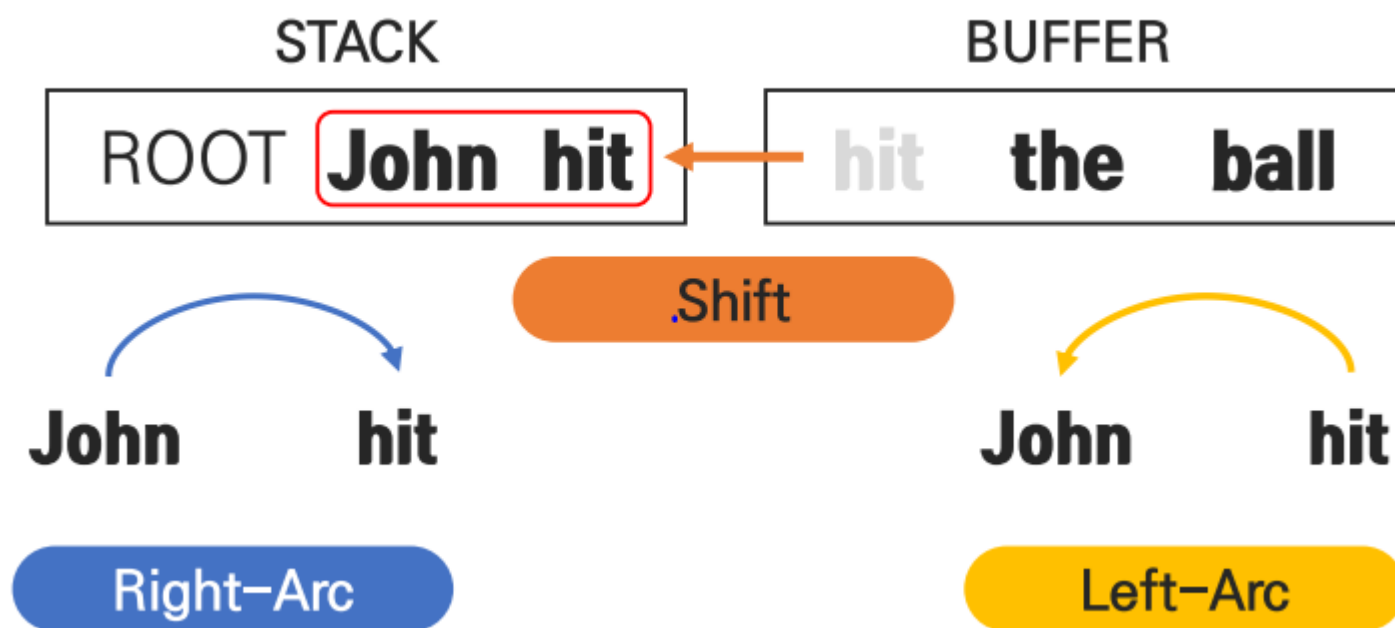 STACK BUFFER
ROOT John hit hit the ball
.Shift
John hit John hit
Right-Arc Left-Arc